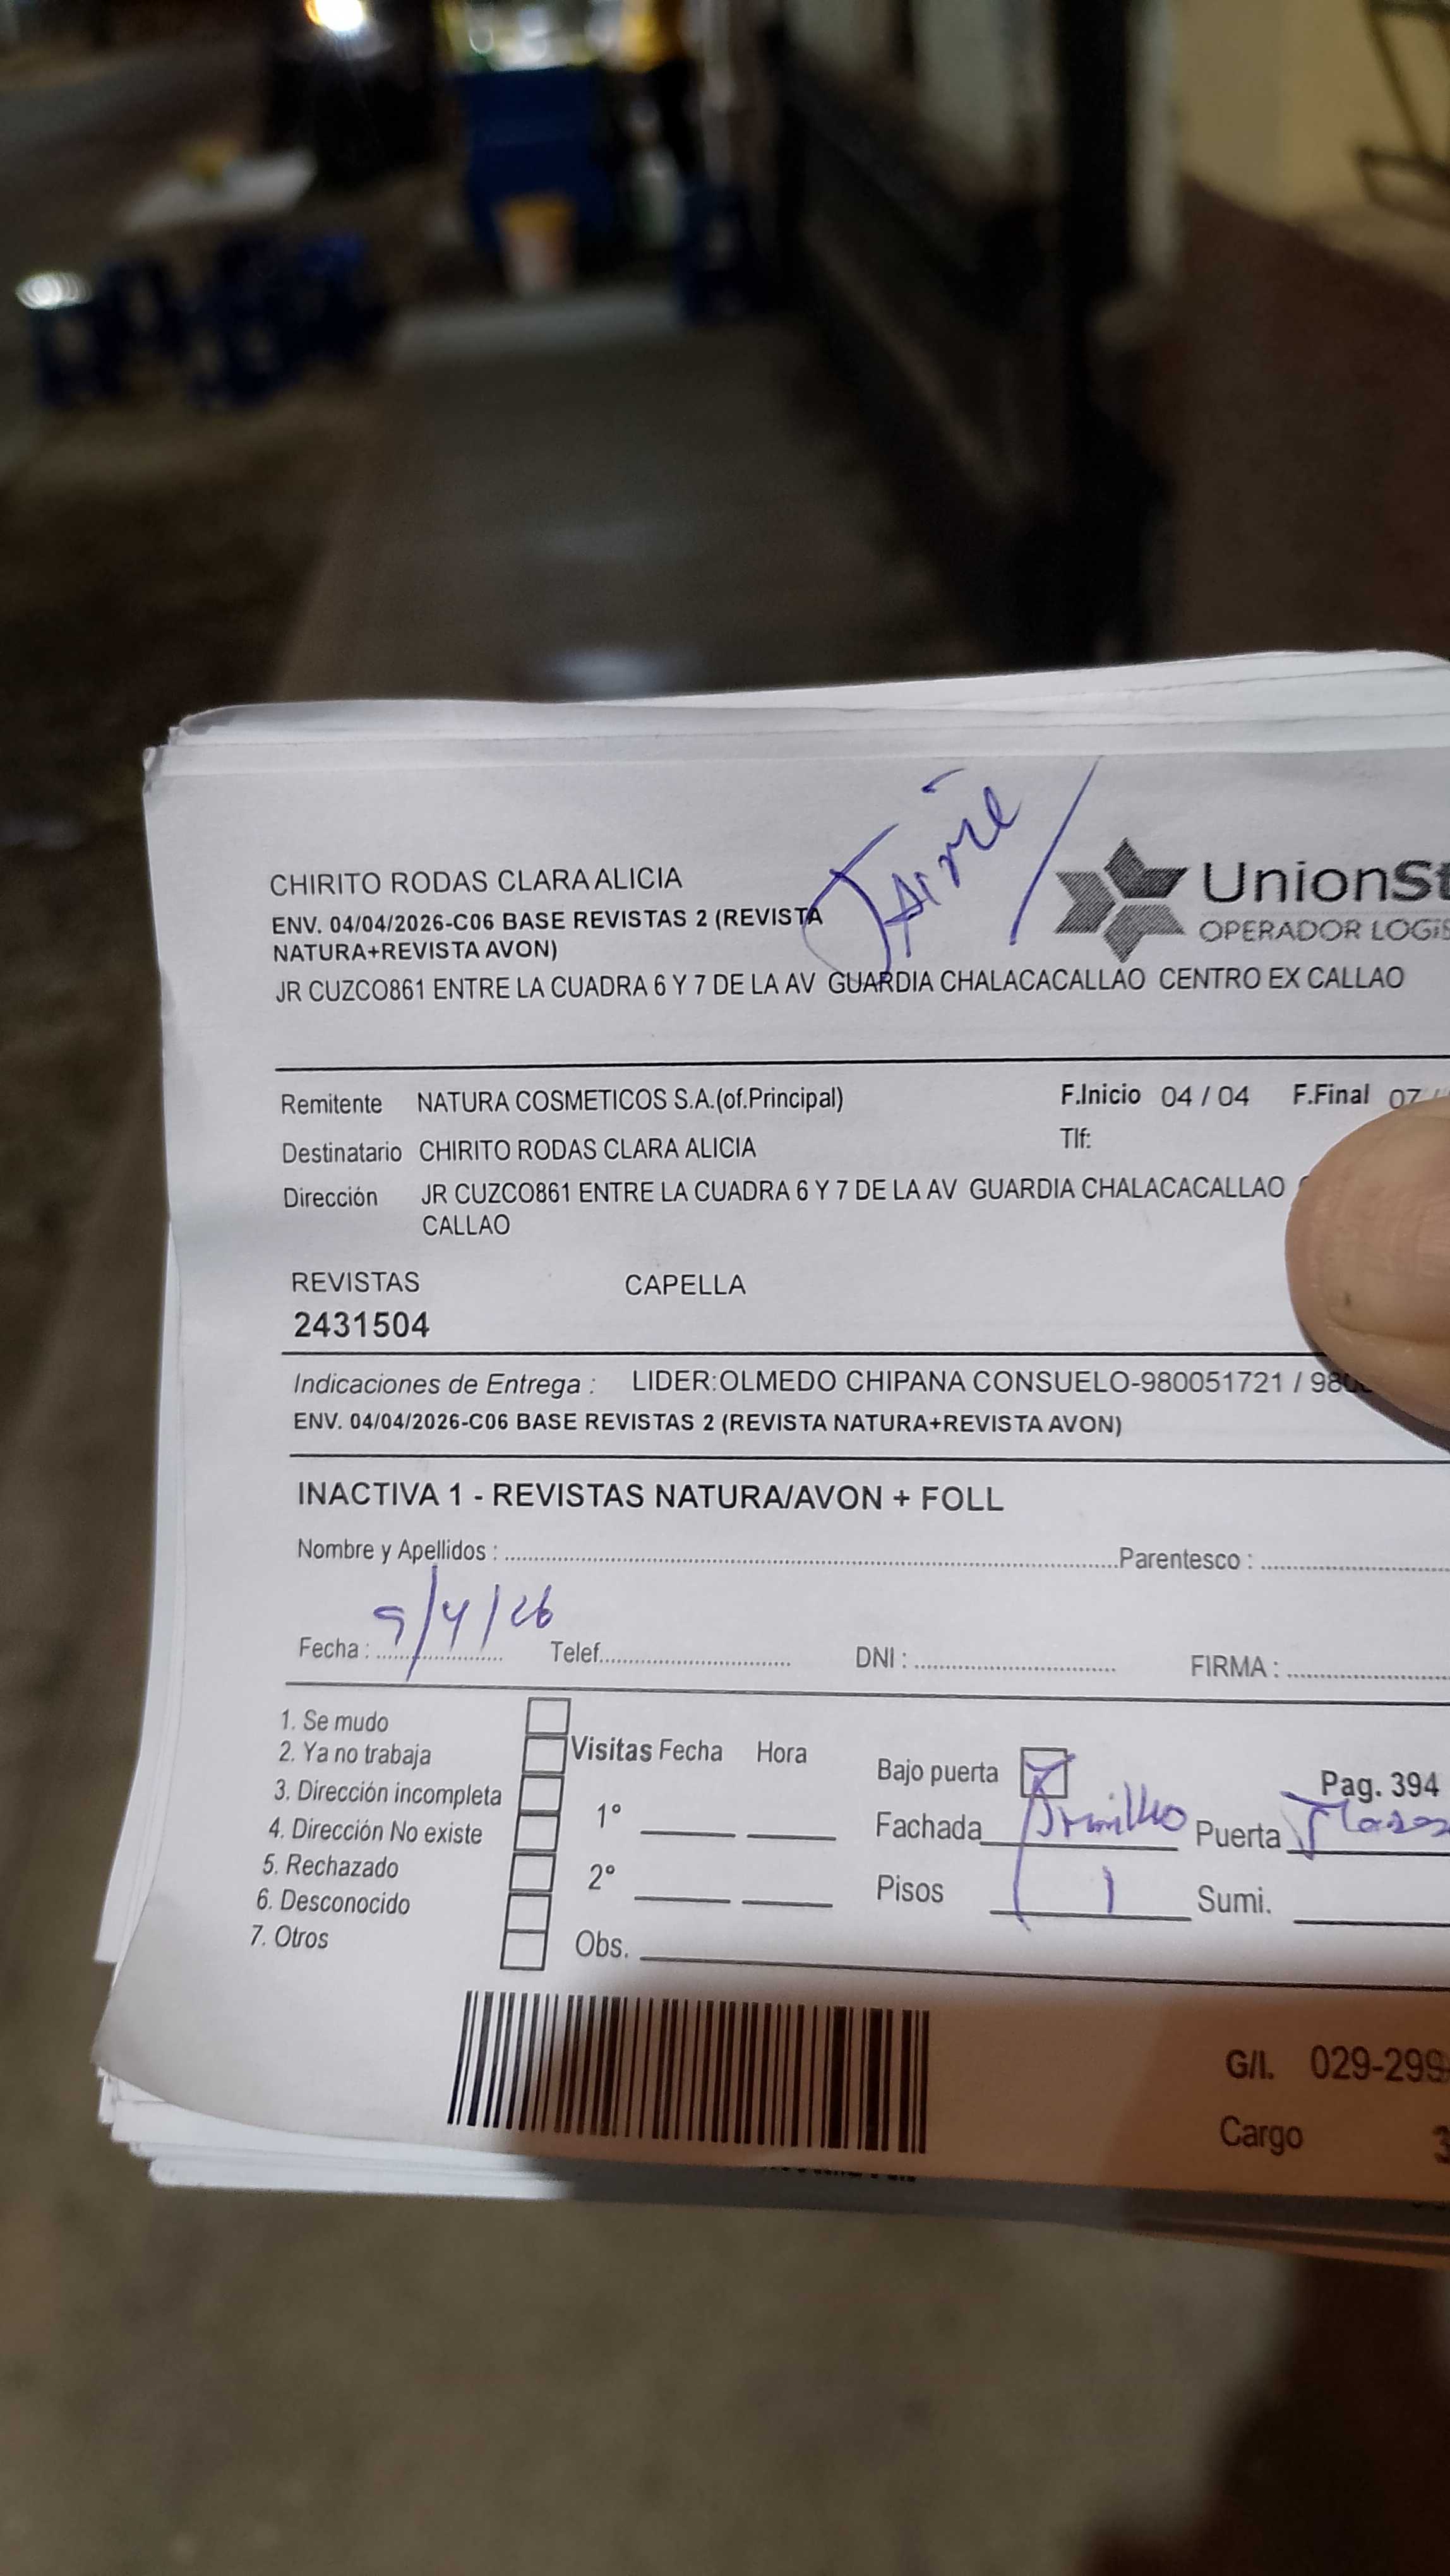 Jaime
CHIRITO RODAS CLARA ALICIA
ENV. 04/04/2026-C06 BASE REVISTAS 2 (REVISTA
NATURA+REVISTA AVON)
JR CUZCO861 ENTRE LA CUADRA 6 Y 7 DE LA AV GUARDIA CHALACACALLAO CENTRO EX CALLAO
UnionSt
OPERADOR LOGIS
Remitente NATURA COSMETICOS S.A.(of.Principal) F.Inicio 04 / 04 F.Final 07
Destinatario CHIRITO RODAS CLARA ALICIA Tlf:
Dirección JR CUZCO861 ENTRE LA CUADRA 6 Y 7 DE LA AV GUARDIA CHALACACALLAO
CALLAO
REVISTAS CAPELLA
2431504
Indicaciones de Entrega : LIDER:OLMEDO CHIPANA CONSUELO-980051721 / 980
ENV. 04/04/2026-C06 BASE REVISTAS 2 (REVISTA NATURA+REVISTA AVON)
INACTIVA 1 - REVISTAS NATURA/AVON + FOLL
Nombre y Apellidos : Parentesco :
Fecha : 9/4/26 Telef. DNI : FIRMA :
1. Se mudo
2. Ya no trabaja
3. Dirección incompleta
4. Dirección No existe
5. Rechazado
6. Desconocido
7. Otros
Visitas Fecha Hora
1°
2°
Obs.
Bajo puerta Pag. 394
Fachada Puerta
Pisos 1 Sumi.
G/I. 029-299
Cargo 3